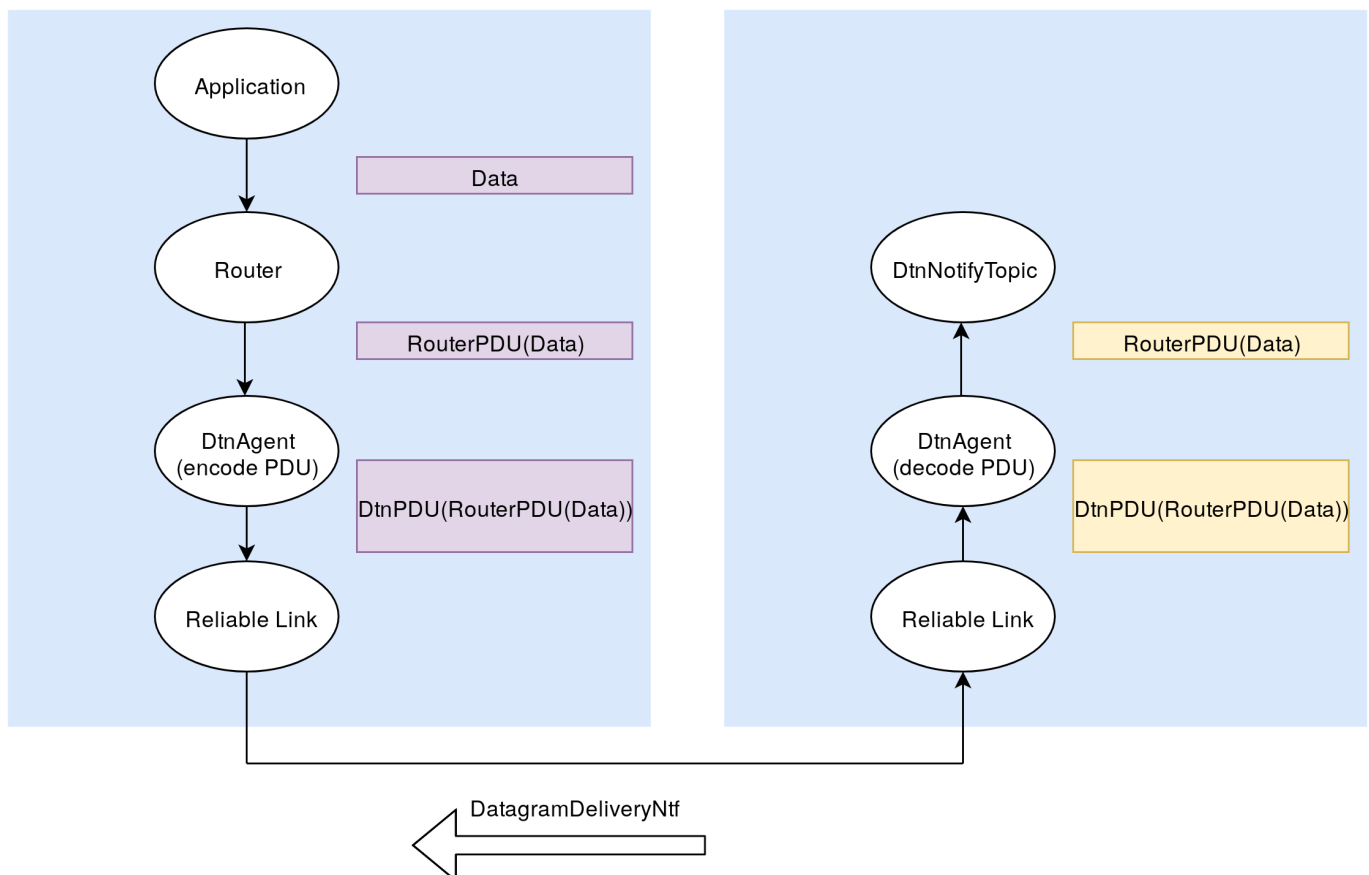 Application
Data
Router
RouterPDU(Data)
DtnAgent
(encode PDU)
DtnPDU(RouterPDU(Data))
Reliable Link
DtnNotifyTopic
RouterPDU(Data)
DtnAgent
(decode PDU)
DtnPDU(RouterPDU(Data))
Reliable Link
DatagramDeliveryNtf